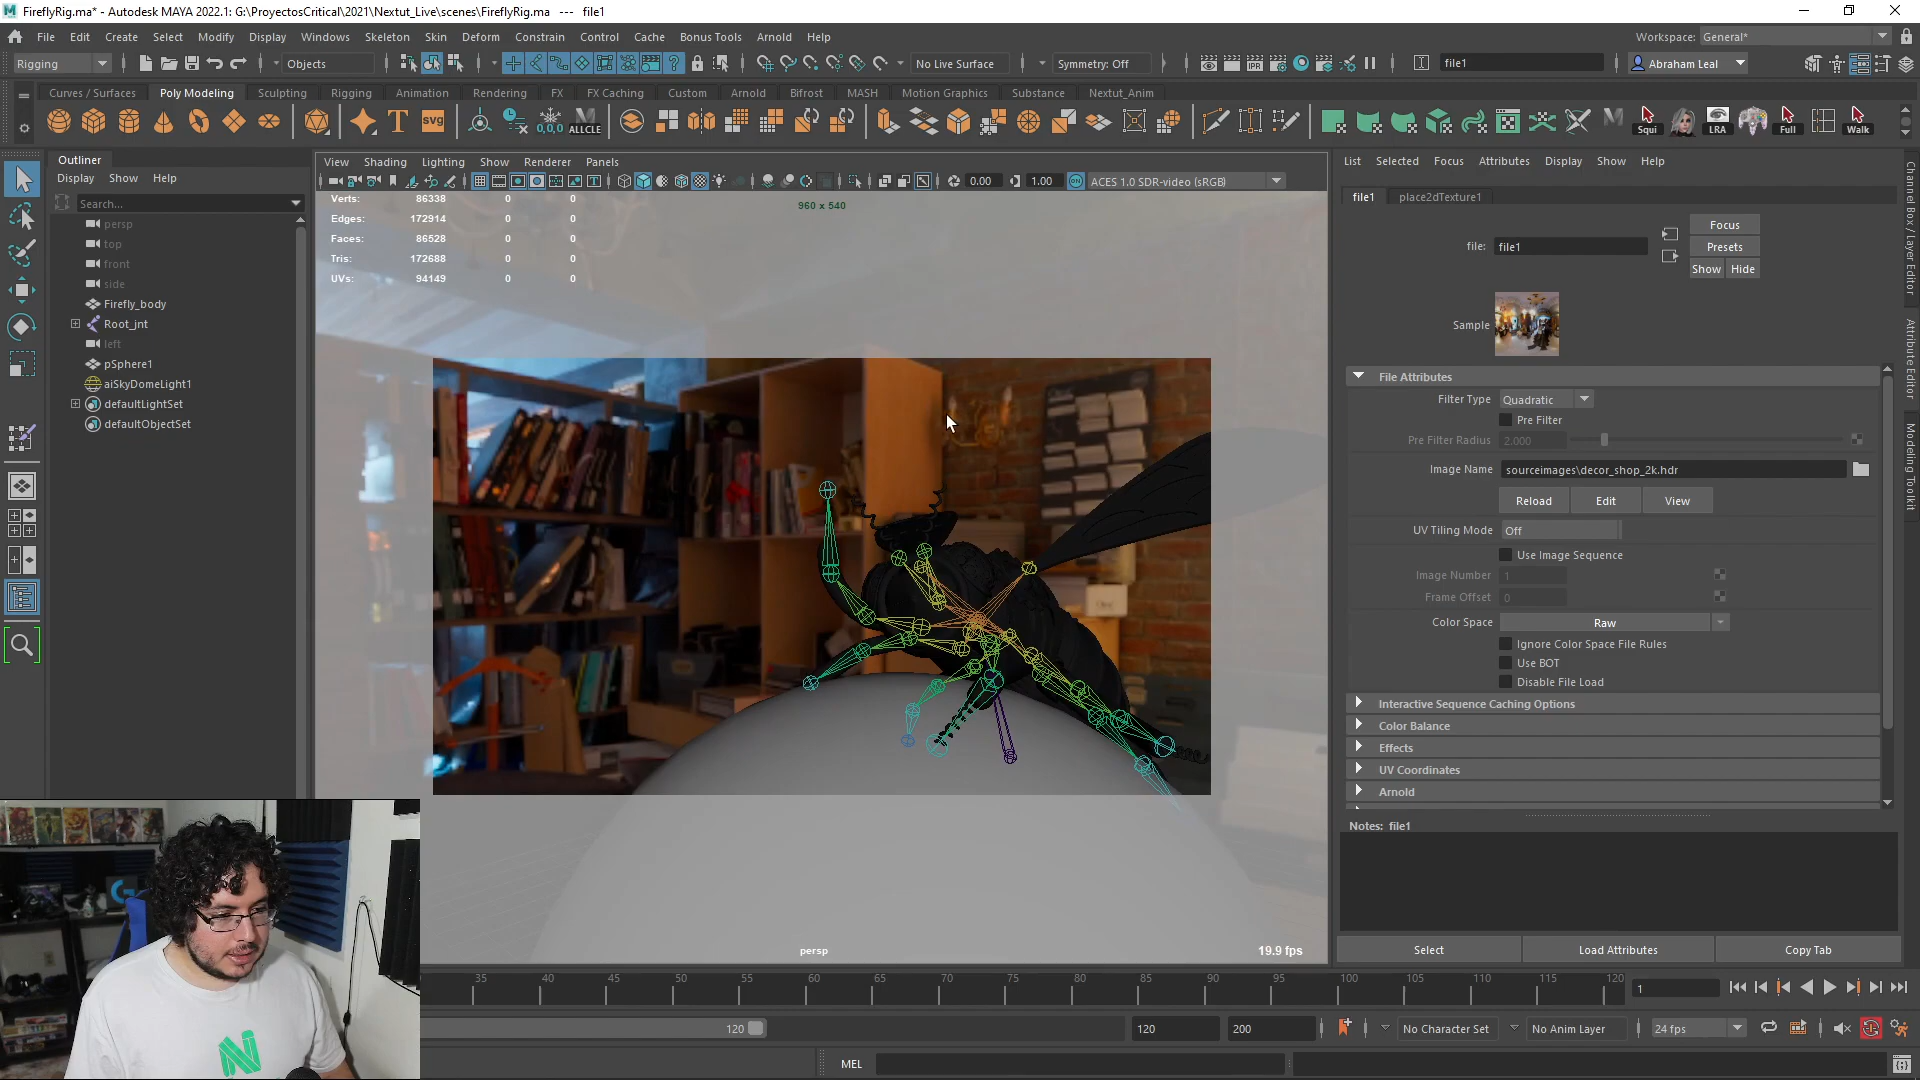 FireflyRig.ma* - Autodesk MAYA 2022.1: G:\ProyectosCritical\2021\Nextut_Live\scenes\FireflyRig.ma --- file1
File Edit Create Select Modify Display Windows Skeleton Skin Deform Constrain Control Cache Bonus Tools Arnold Help
Workspace: General*
Rigging Objects No Live Surface Symmetry: Off file1 Abraham Leal
Curves / Surfaces Poly Modeling Sculpting Rigging Animation Rendering FX FX Caching Custom Arnold Bifrost MASH Motion Graphics Substance Nextut_Anim
svg 0,0,0 ALLCLE Squi LRA Full Walk
Outliner
Display Show Help
Search...
persp
top
front
side
Firefly_body
Root_jnt
left
pSphere1
aiSkyDomeLight1
defaultLightSet
defaultObjectSet
View Shading Lighting Show Renderer Panels
0.00 1.00 ACES 1.0 SDR-video (sRGB)
Verts: 86338 0 0
Edges: 172914 0 0
Faces: 86528 0 0
Tris: 172688 0 0
UVs: 94149 0 0
960 x 540
persp
19.9 fps
List Selected Focus Attributes Display Show Help
file1 place2dTexture1
file: file1
Focus
Presets
Show Hide
Sample
File Attributes
Filter Type Quadratic
Pre Filter
Pre Filter Radius 2.000
Image Name sourceimages\decor_shop_2k.hdr
Reload Edit View
UV Tiling Mode Off
Use Image Sequence
Image Number 1
Frame Offset 0
Color Space Raw
Ignore Color Space File Rules
Use BOT
Disable File Load
Interactive Sequence Caching Options
Color Balance
Effects
UV Coordinates
Arnold
Notes: file1
Select Load Attributes Copy Tab
Channel Box / Layer Editor
Attribute Editor
Modeling Toolkit
35 40 45 50 55 60 65 70 75 80 85 90 95 100 105 110 115 120
1
120 120 200 No Character Set No Anim Layer 24 fps
MEL